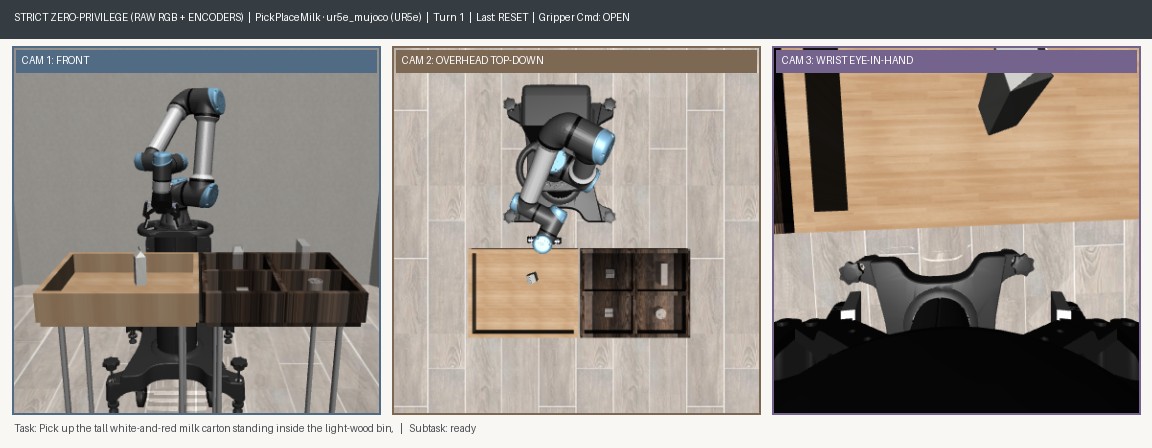 STRICT ZERO-PRIVILEGE (RAW RGB + ENCODERS) | PickPlaceMilk · ur5e_mujoco (UR5e) | Turn 1 | Last RESET | Gripper Cmd: OPEN
CAM 1: FRONT
CAM 2: OVERHEAD TOP-DOWN
CAM 3: WRIST EYE-IN-HAND
Task: Pick up the tall white-and-red milk carton standing inside the light-wood bin, | Subtask: ready